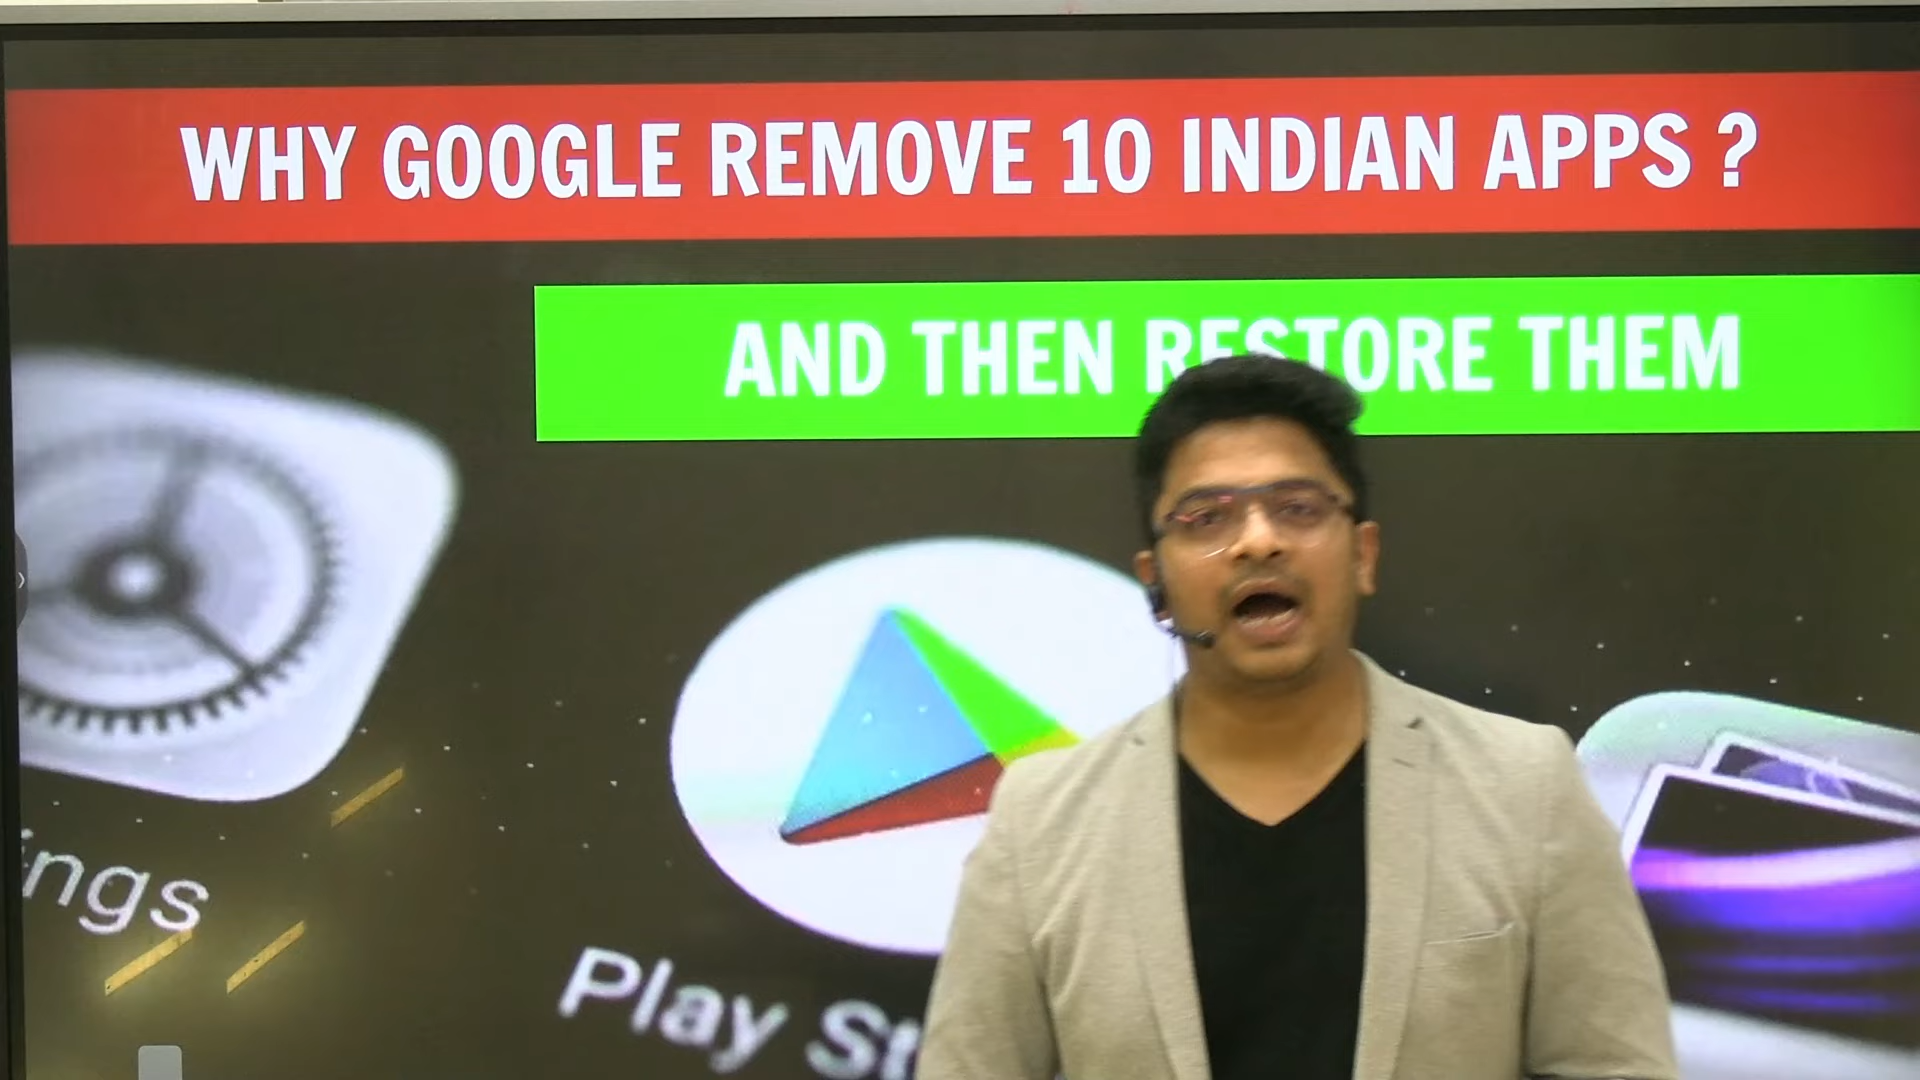 WHY GOOGLE REMOVE 10 INDIAN APPS ?
AND THEN RESTORE THEM
ings
Play St